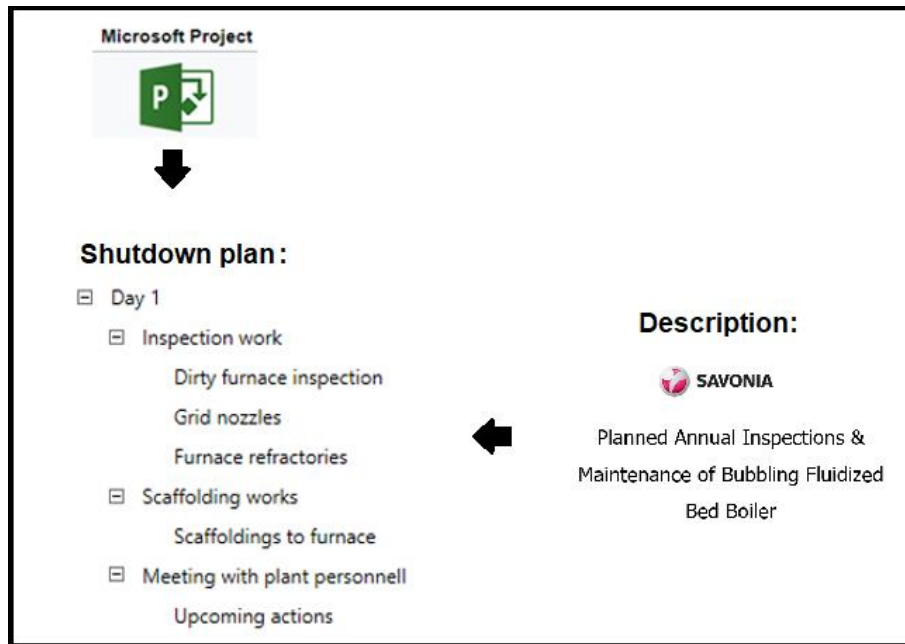 Microsoft Project
P
Shutdown plan:
Day 1
Inspection work
Dirty furnace inspection
Grid nozzles
Furnace refractories
Scaffolding works
Scaffoldings to furnace
Meeting with plant personnell
Upcoming actions
Description:
SAVONIA
Planned Annual Inspections &
Maintenance of Bubbling Fluidized
Bed Boiler